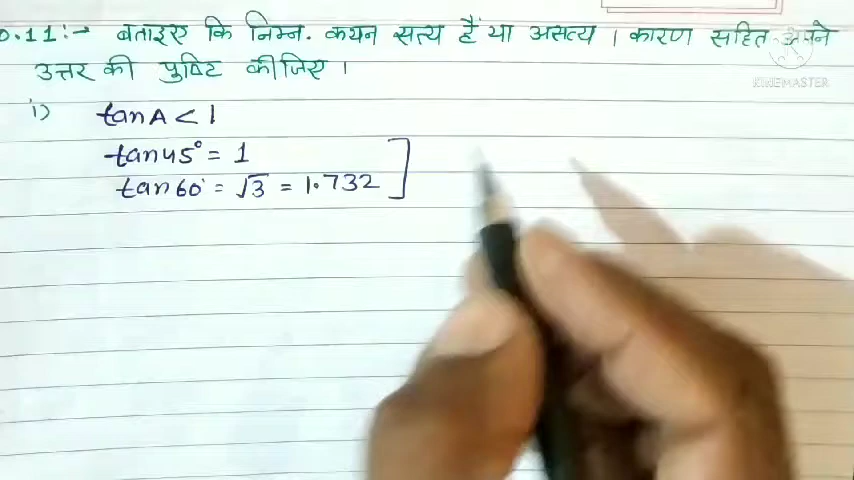 0.11:→ बताइए कि निम्न. कथन सत्य हैं या असत्य । कारण सहित अपने
उत्तर की पुष्टि कीजिए ।
i) tanA < 1
tan45° = 1
tan60° = √3 = 1.732
KINEMASTER